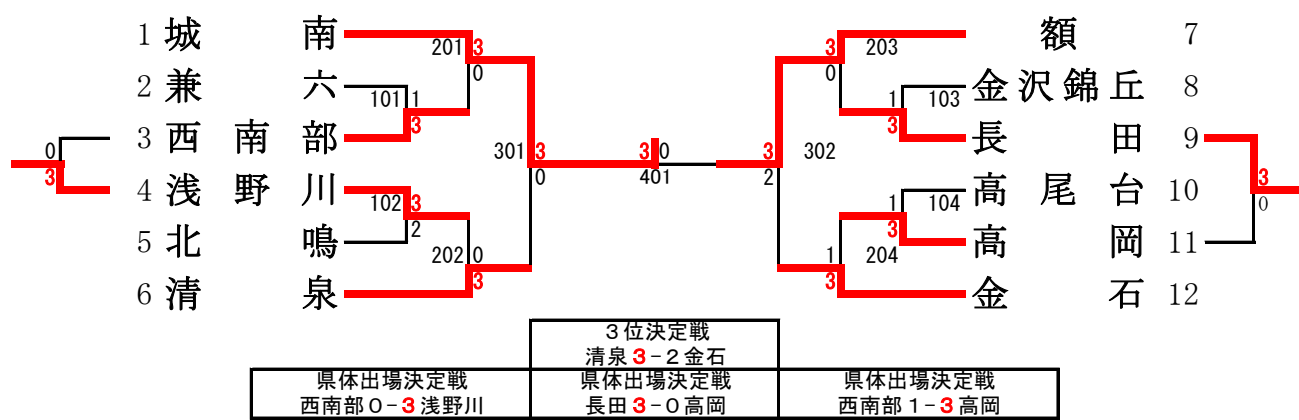 1 城 南 201 3 3 203 額 7
0 0
2 兼 六 101 1 1 103 金沢錦丘 8
3 3
0 3 西 南 部 長 田 9
301 3 3 0 3 302
3 0 401 2 3
4 浅 野 川 102 3 1 104 高 尾 台 10 0
2 3
5 北 鳴 202 0 1 204 高 岡 11
3 3
6 清 泉 金 石 12
3位決定戦
清泉3-2金石
県体出場決定戦 県体出場決定戦 県体出場決定戦
西南部0-3浅野川 長田3-0高岡 西南部1-3高岡